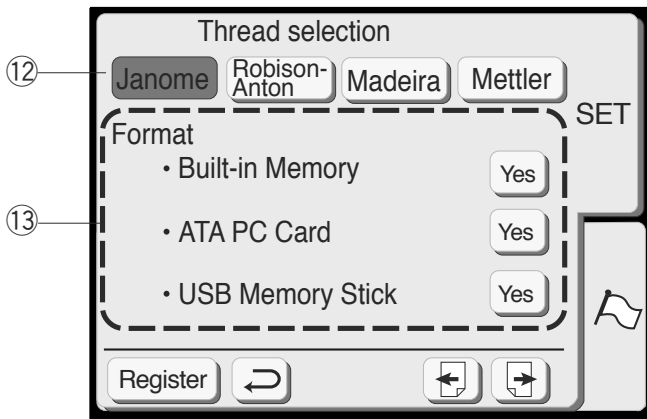 Thread selection
⑫ Janome Robison-Anton Madeira Mettler
SET
⑬ Format
• Built-in Memory Yes
• ATA PC Card Yes
• USB Memory Stick Yes
Register